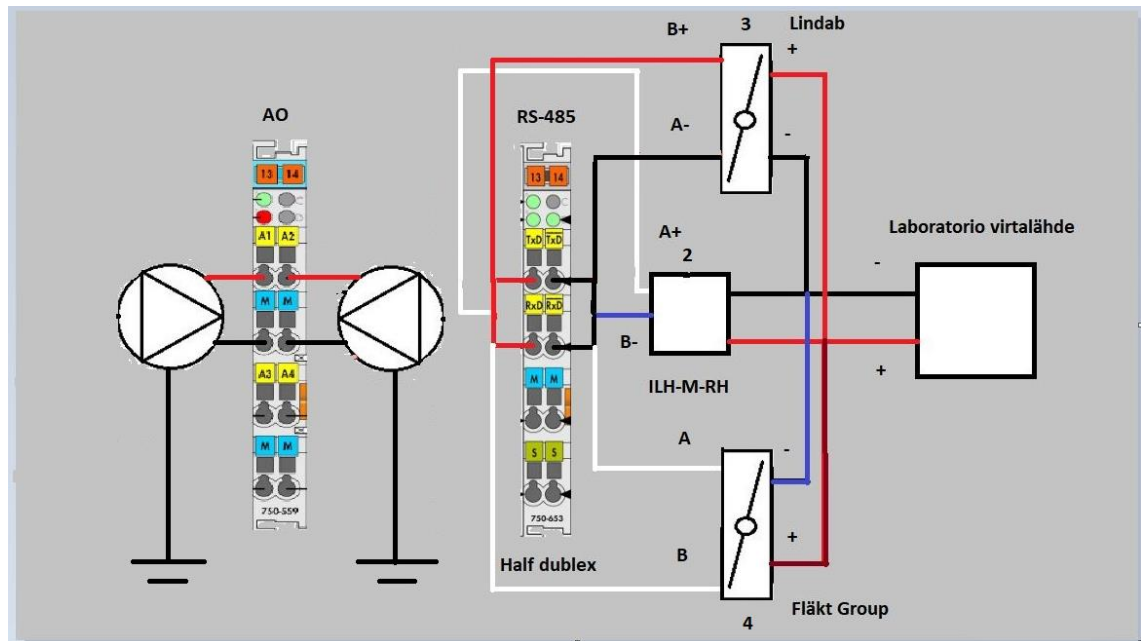 B+
3
Lindab
+
AO
RS-485
A-
-
13 14
13 14
A+
2
Laboratorio virtalähde
A1 A2
TxD TxD
-
M M
RxD RxD
B-
+
A3 A4
M M
ILH-M-RH
A
-
M M
S S
750-559
750-653
+
Half dublex
B
Fläkt Group
4